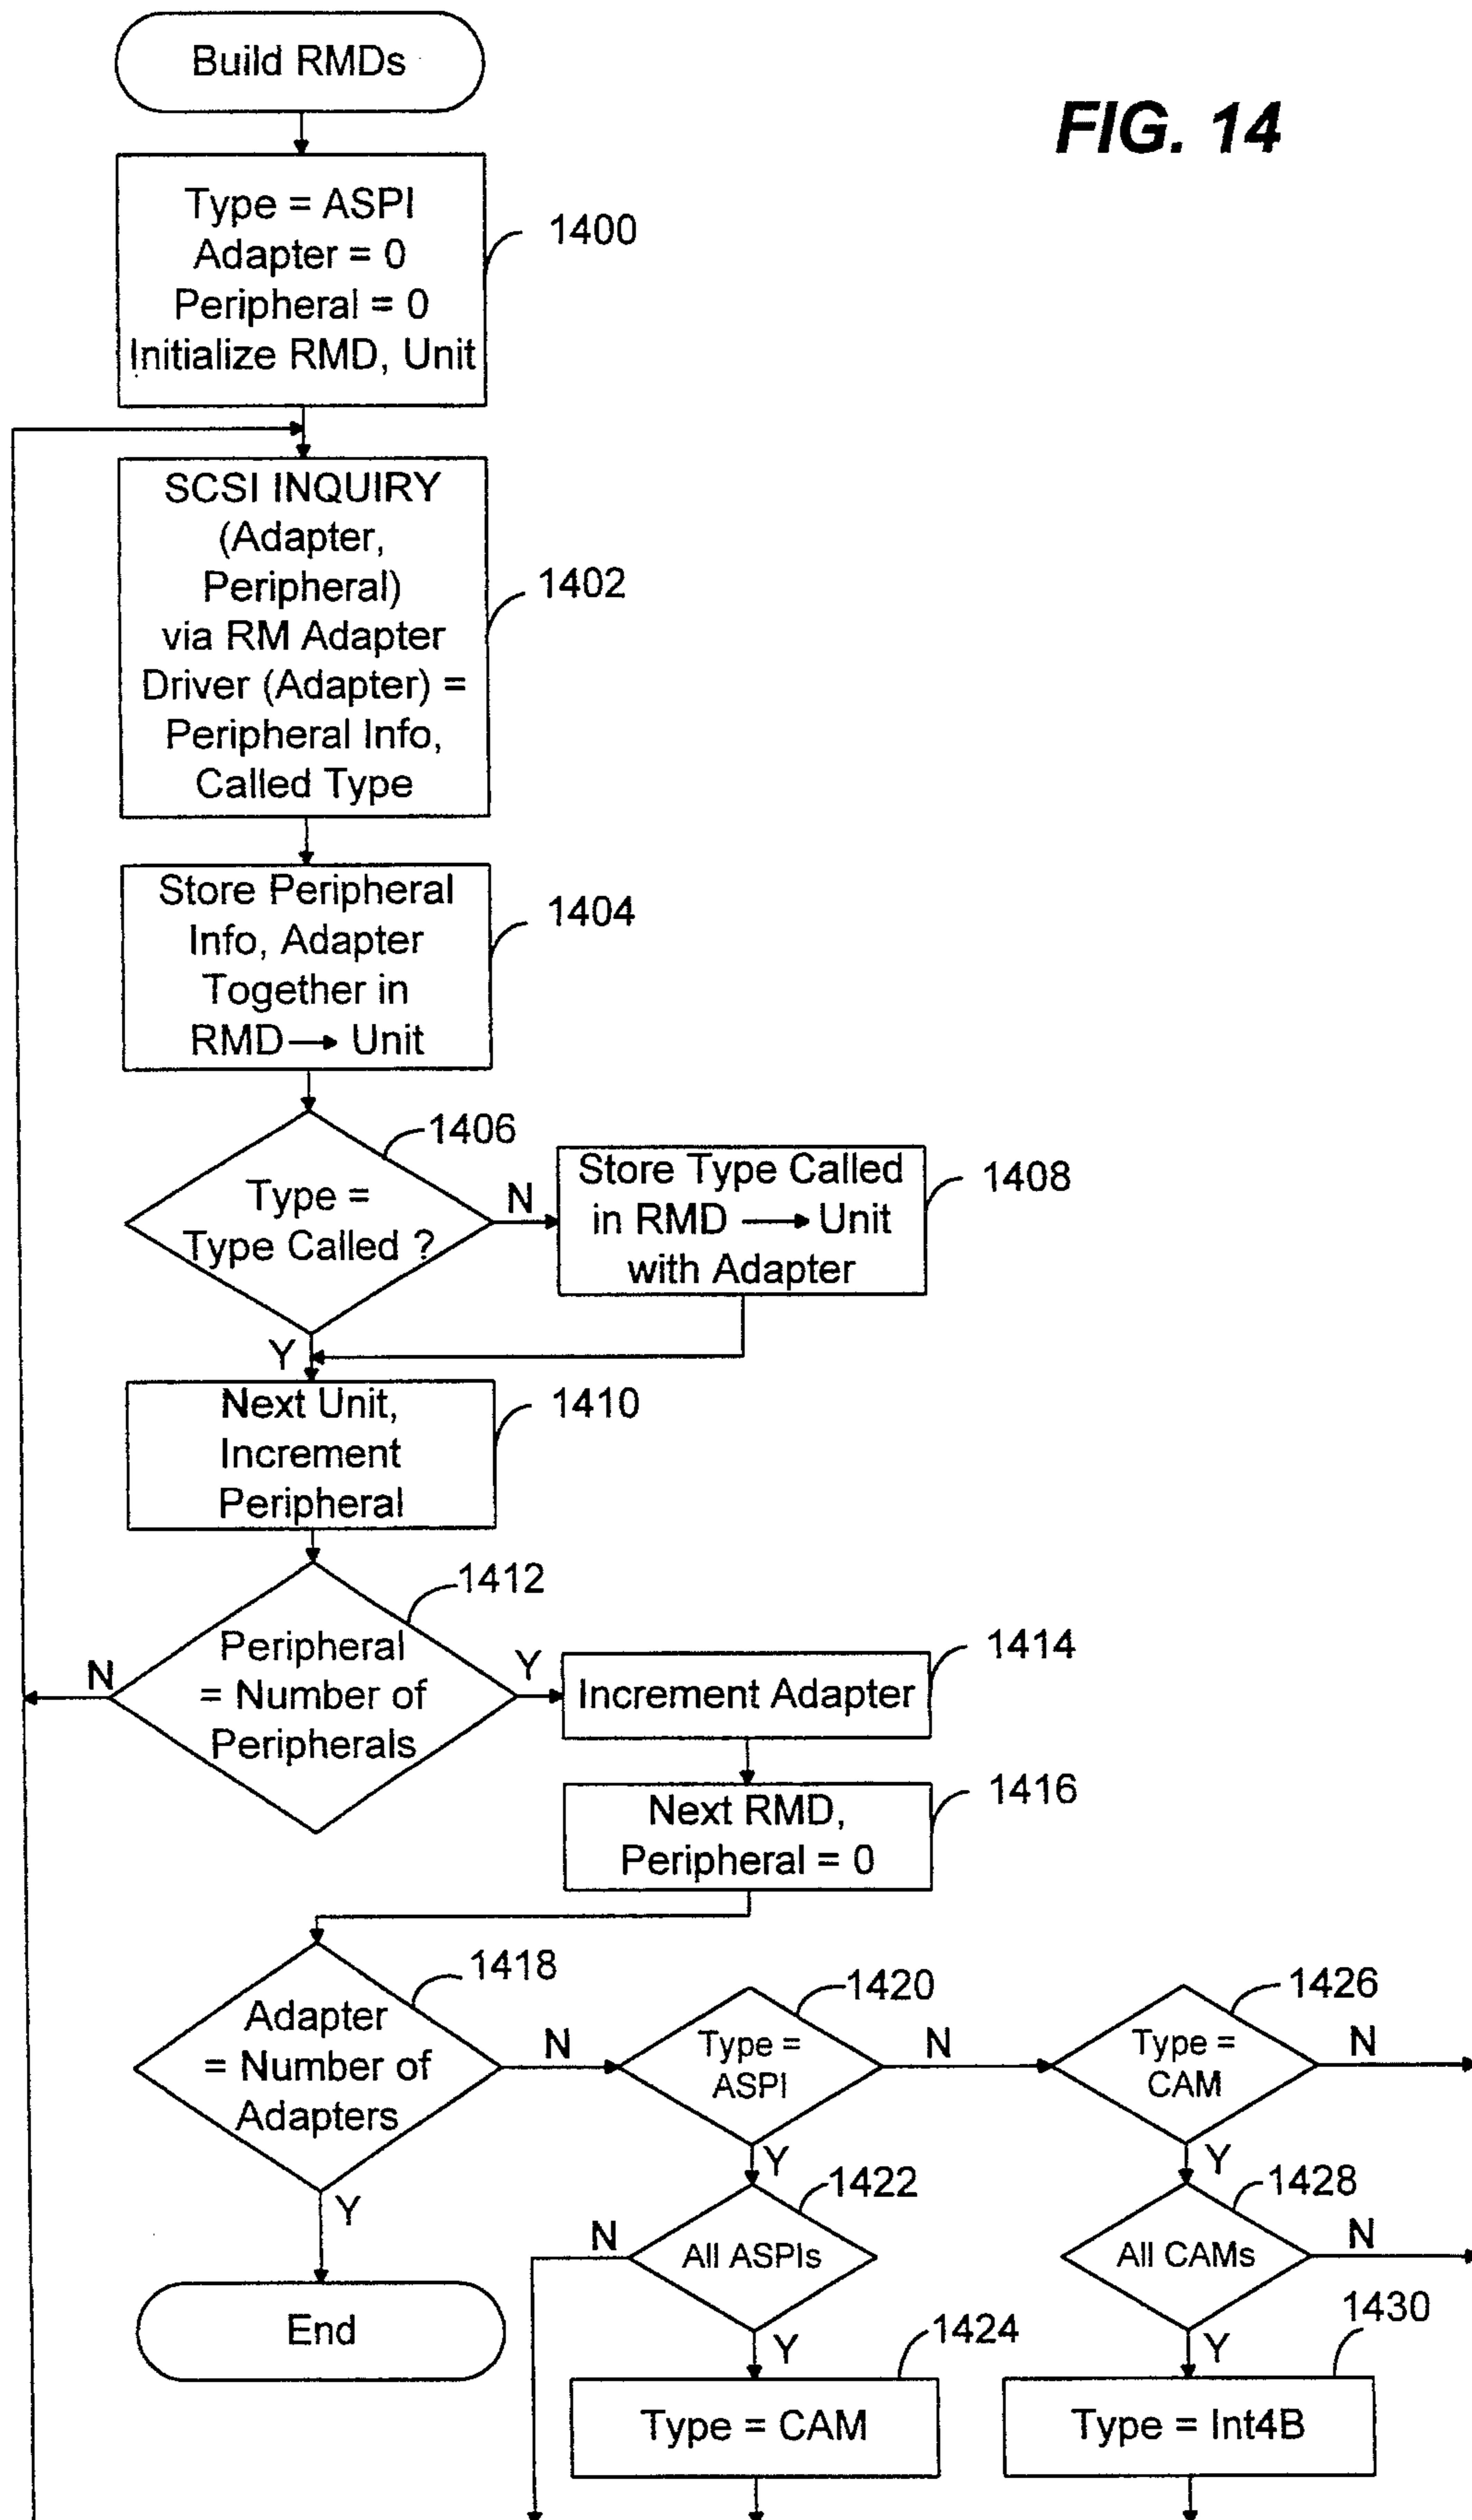 Build RMDs
FIG. 14
Type = ASPI
Adapter = 0
Peripheral = 0
Initialize RMD, Unit
1400
SCSI INQUIRY
(Adapter,
Peripheral)
via RM Adapter
Driver (Adapter) =
Peripheral Info,
Called Type
1402
Store Peripheral
Info, Adapter
Together in
RMD → Unit
1404
1406
Type =
Type Called ?
N
Store Type Called
in RMD → Unit
with Adapter
1408
Y
Next Unit,
Increment
Peripheral
1410
1412
Peripheral
= Number of
Peripherals
N
Y
Increment Adapter
1414
Next RMD,
Peripheral = 0
1416
1418
Adapter
= Number of
Adapters
N
1420
Type =
ASPI
N
1426
Type =
CAM
N
Y
Y
Y
1422
All ASPIs
N
1428
All CAMs
N
End
Y
1424
Type = CAM
Y
1430
Type = Int4B